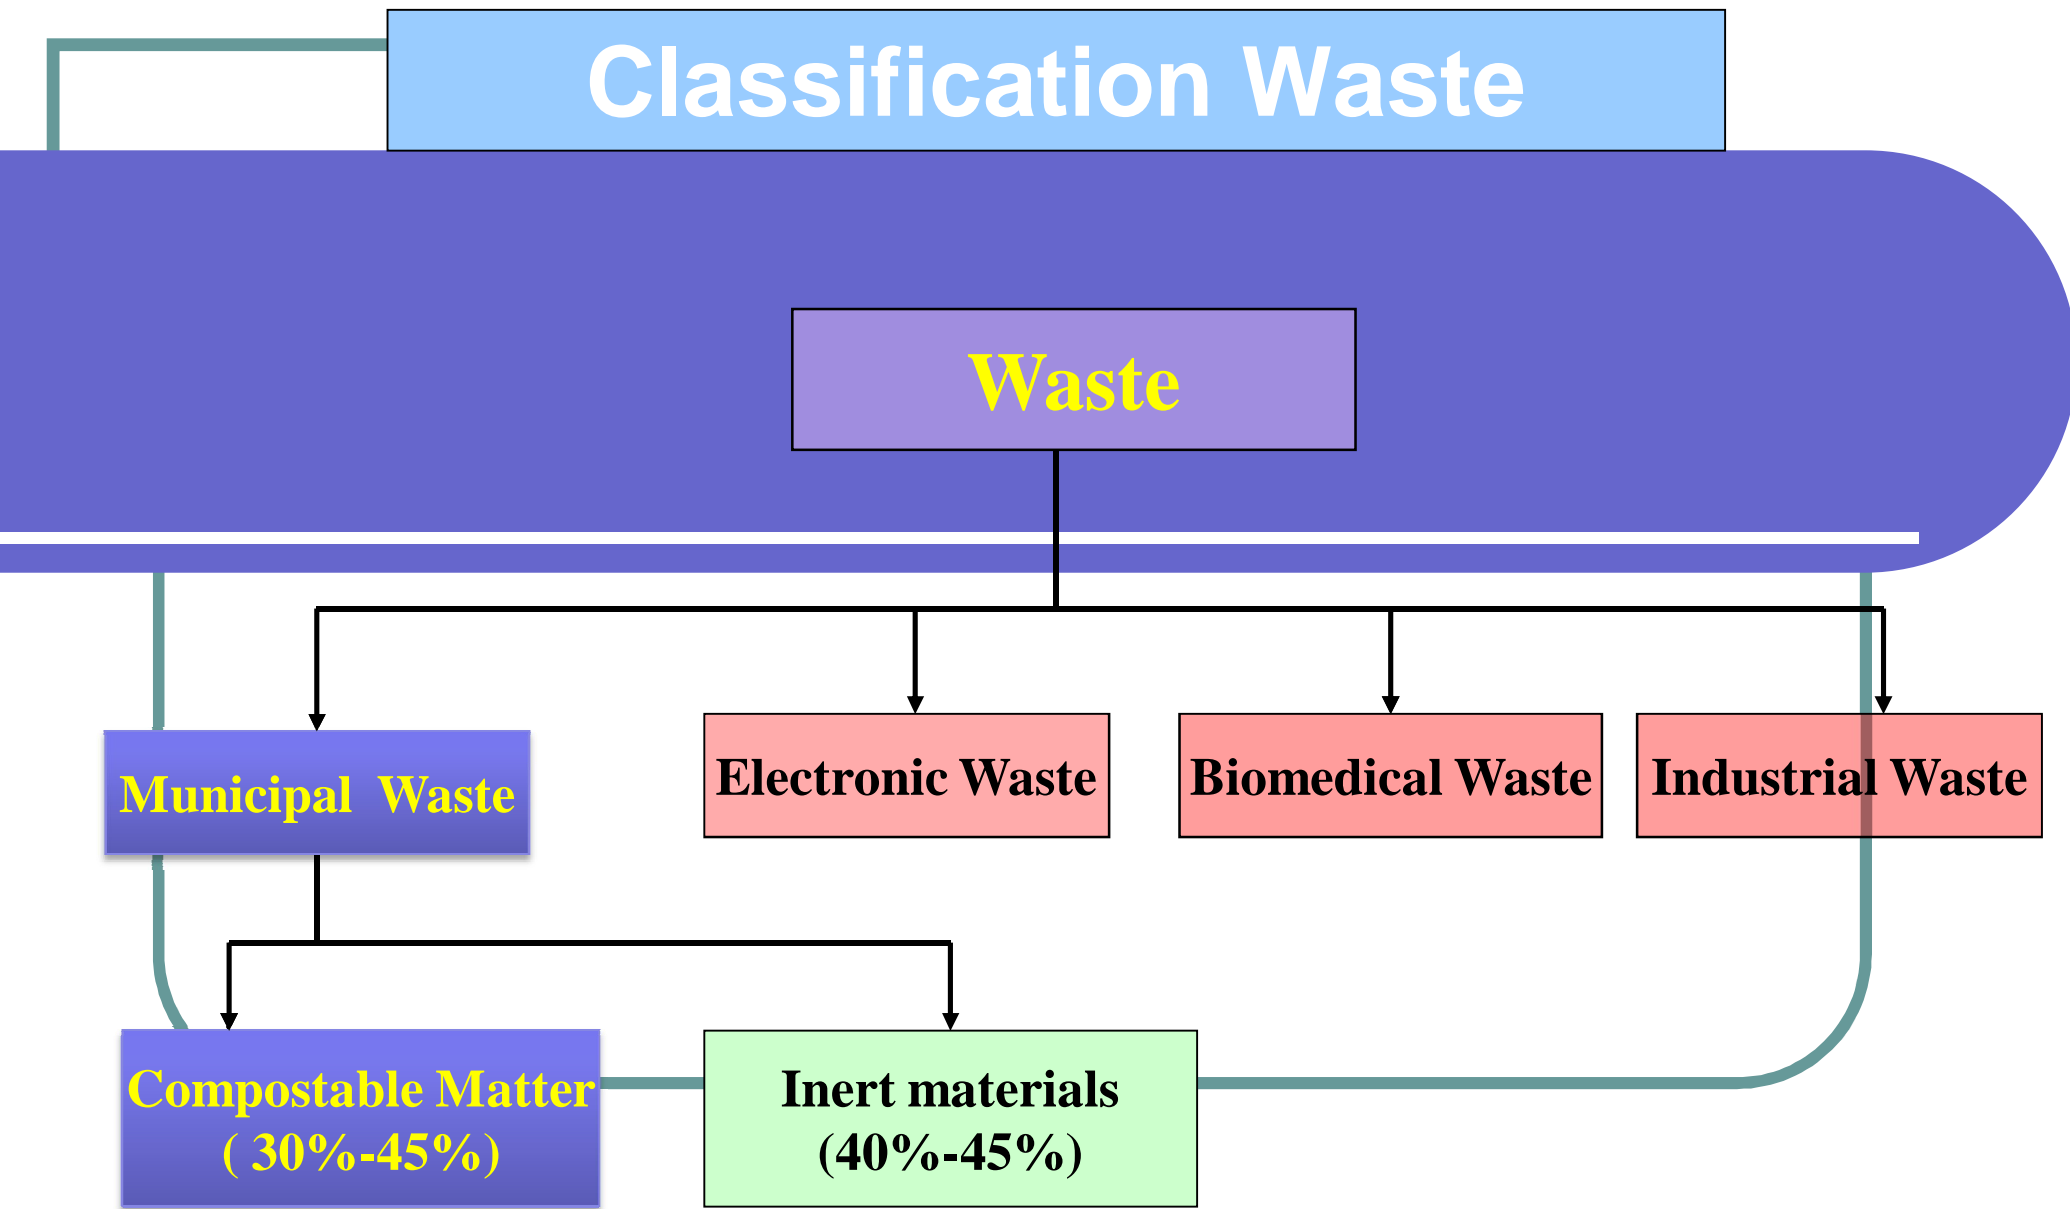 Classification Waste
Waste
Municipal Waste
Electronic Waste
Biomedical Waste
Industrial Waste
Compostable Matter
( 30%-45%)
Inert materials
(40%-45%)